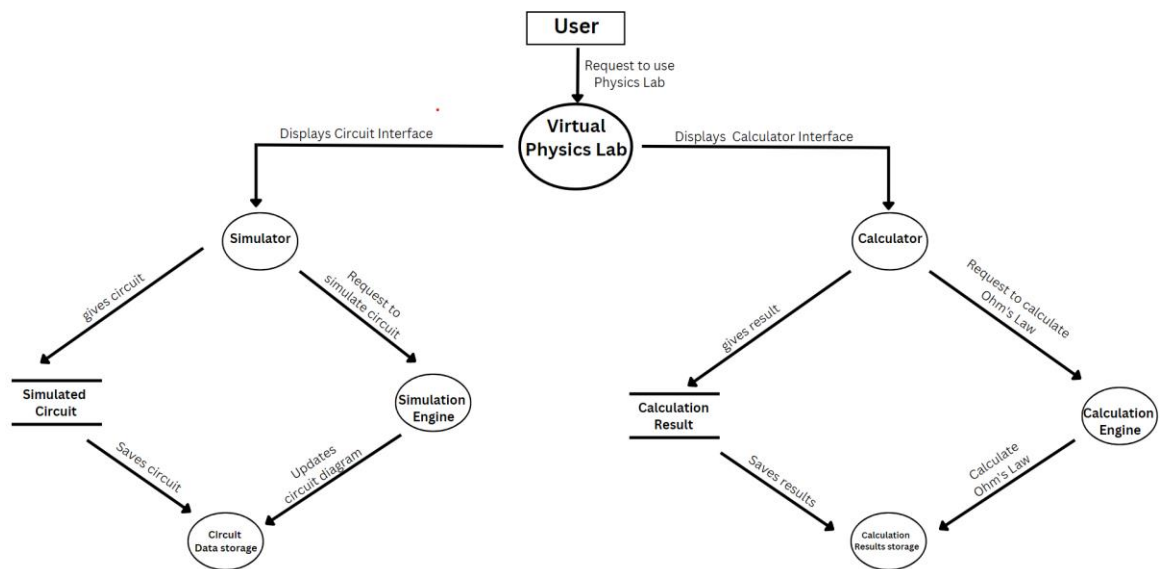 User
Request to use
Physics Lab
Virtual
Physics Lab
Displays Circuit Interface
Displays Calculator Interface
Simulator
Calculator
gives circuit
Request to
simulate circuit
gives result
Request to calculate
Ohm's Law
Simulated
Circuit
Simulation
Engine
Calculation
Result
Calculation
Engine
Saves circuit
Updates
circuit diagram
Saves results
Calculate
Ohm's Law
Circuit
Data storage
Calculation
Results storage